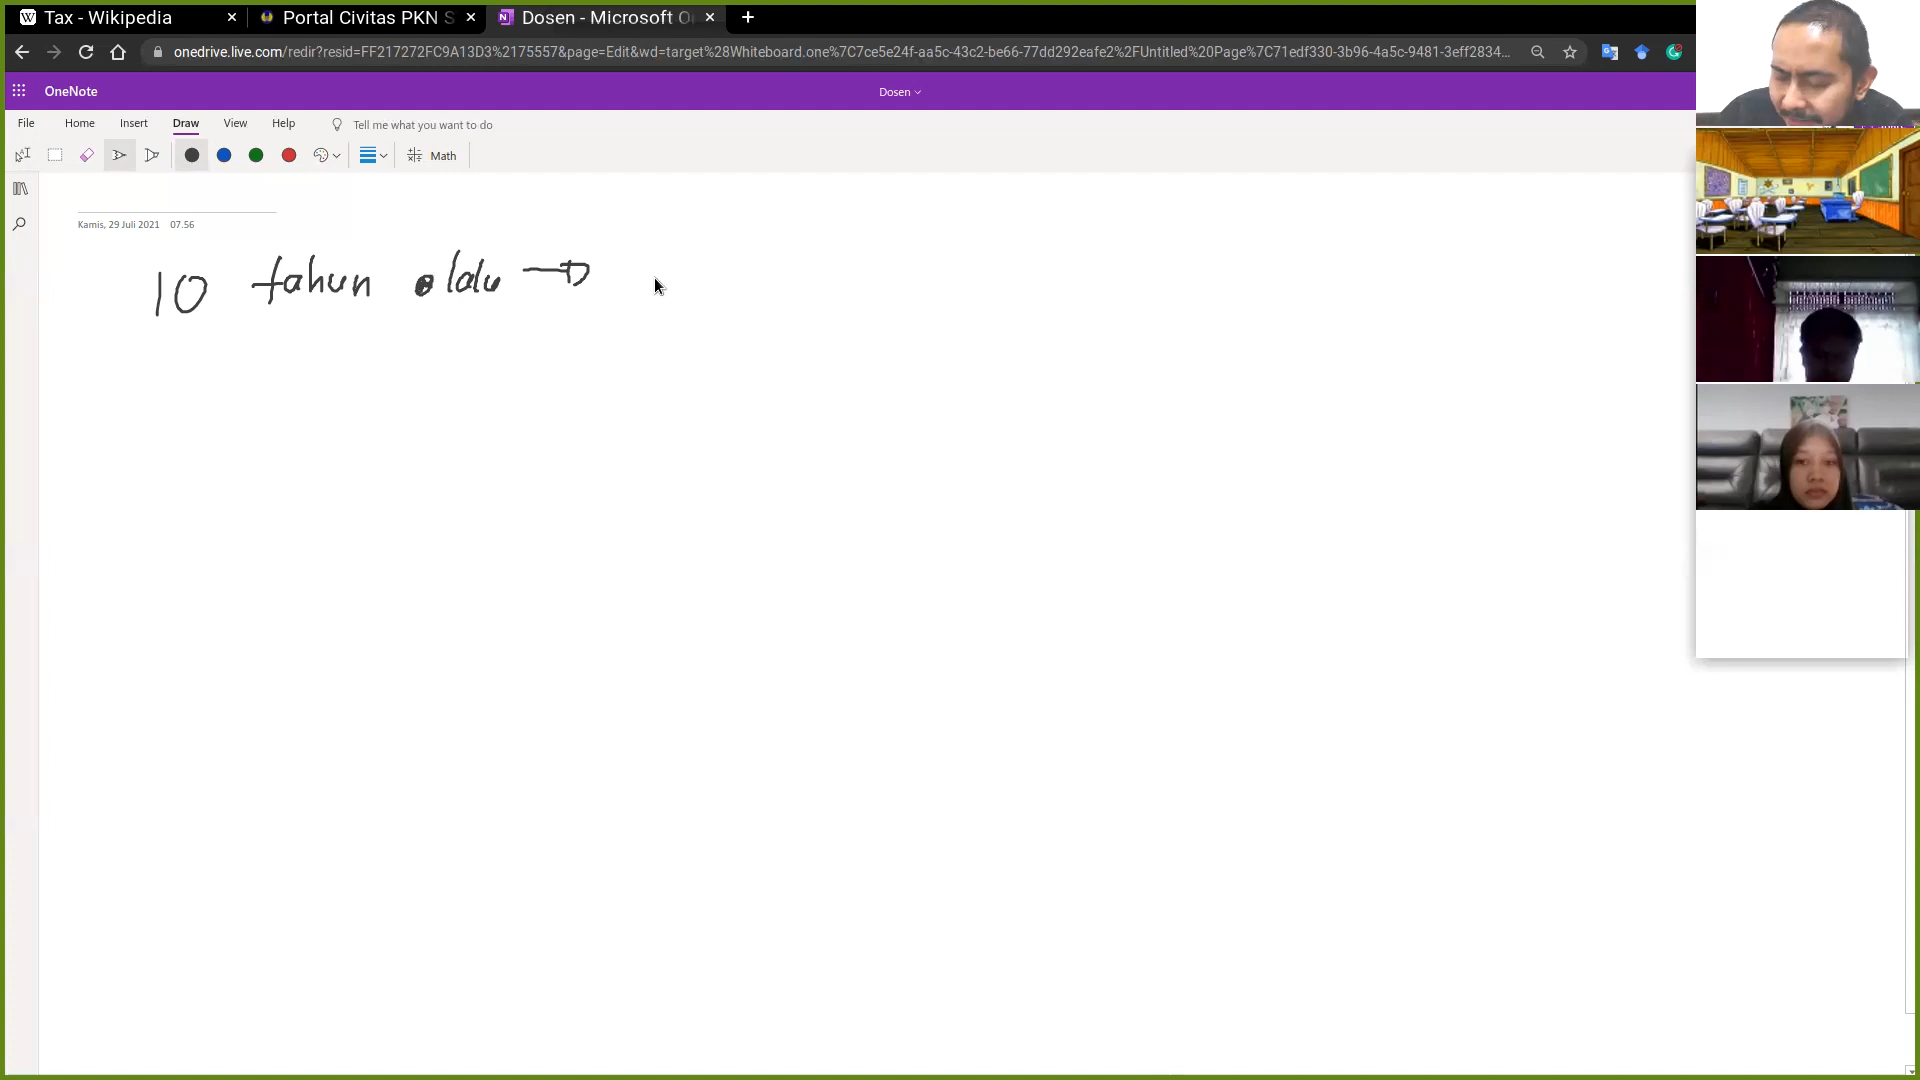 Tax - Wikipedia
Portal Civitas PKN S
Dosen - Microsoft O
onedrive.live.com/redir?resid=FF217272FC9A13D3%2175557&page=Edit&wd=target%28Whiteboard.one%7C7ce5e24f-aa5c-43c2-be66-77dd292eafe2%2FUntitled%20Page%7C71edf330-3b96-4a5c-9481-3eff2834...
OneNote
Dosen
File Home Insert Draw View Help Tell me what you want to do
Math
Kamis, 29 Juli 2021 07.56
10 tahun lalu →